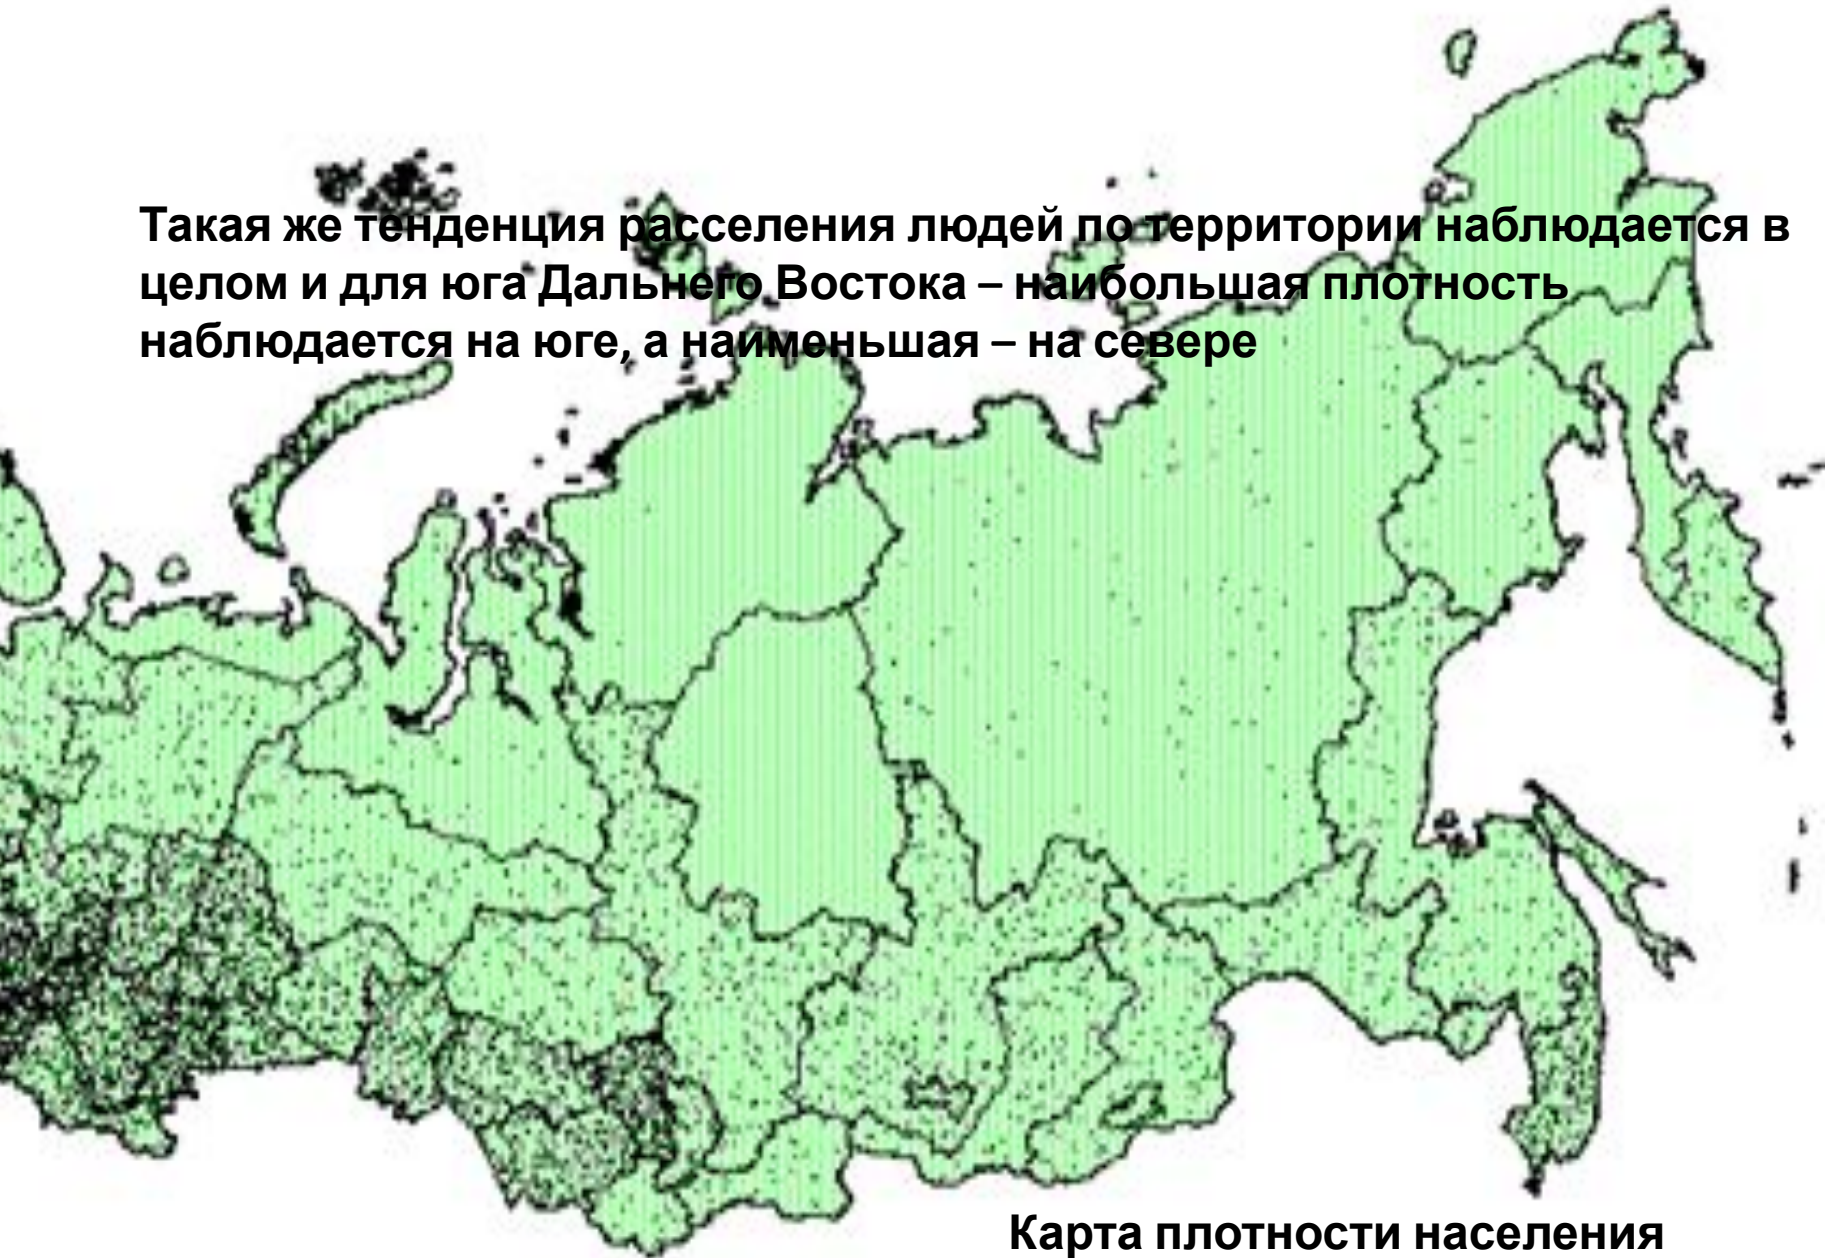 Такая же тенденция расселения людей по территории наблюдается в
целом и для юга Дальнего Востока – наибольшая плотность
наблюдается на юге, а наименьшая – на севере
Карта плотности населения